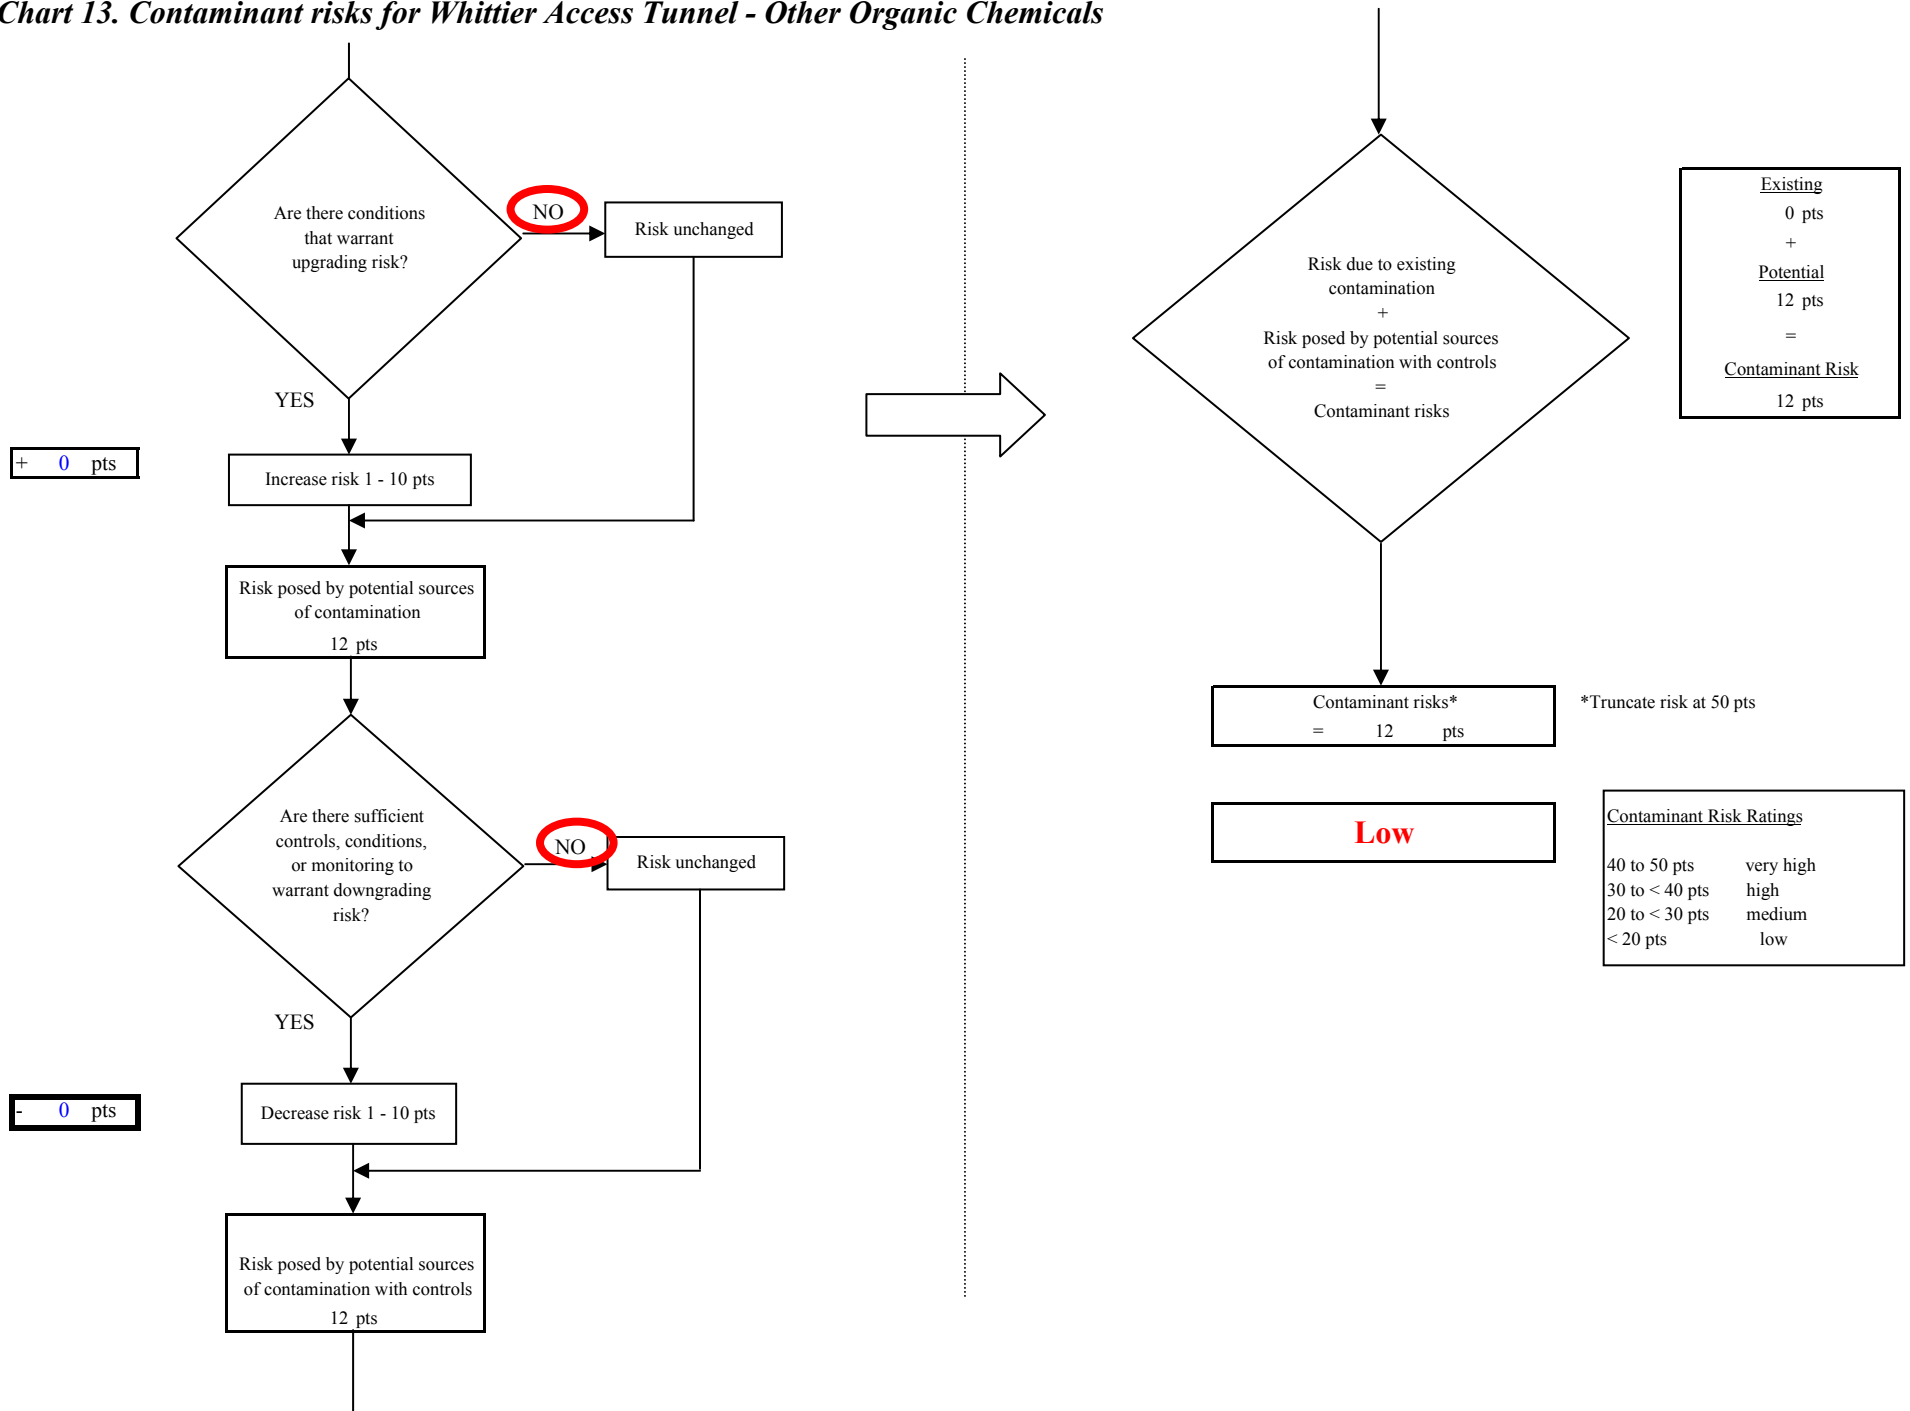 Chart 13. Contaminant risks for Whittier Access Tunnel - Other Organic Chemicals
Are there conditions
that warrant
upgrading risk?
NO
Risk unchanged
YES
+ 0 pts
Increase risk 1 - 10 pts
Risk posed by potential sources
of contamination
12 pts
Are there sufficient
controls, conditions,
or monitoring to
warrant downgrading
risk?
NO
Risk unchanged
YES
- 0 pts
Decrease risk 1 - 10 pts
Risk posed by potential sources
of contamination with controls
12 pts
Risk due to existing
contamination
+
Risk posed by potential sources
of contamination with controls
=
Contaminant risks
Existing
0 pts
+
Potential
12 pts
=
Contaminant Risk
12 pts
Contaminant risks*
= 12 pts
*Truncate risk at 50 pts
Low
Contaminant Risk Ratings
40 to 50 pts very high
30 to < 40 pts high
20 to < 30 pts medium
< 20 pts low